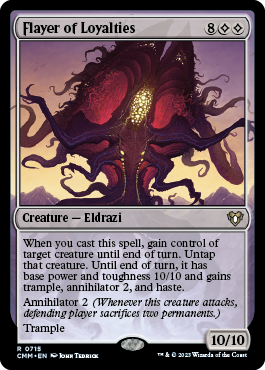 Flayer of Loyalties 8
Creature — Eldrazi
When you cast this spell, gain control of
target creature until end of turn. Untap
that creature. Until end of turn, it has
base power and toughness 10/10 and gains
trample, annihilator 2, and haste.
Annihilator 2 (Whenever this creature attacks,
defending player sacrifices two permanents.)
Trample
10/10
R 0715
CMM • EN John Tedrick ™ & © 2023 Wizards of the Coast